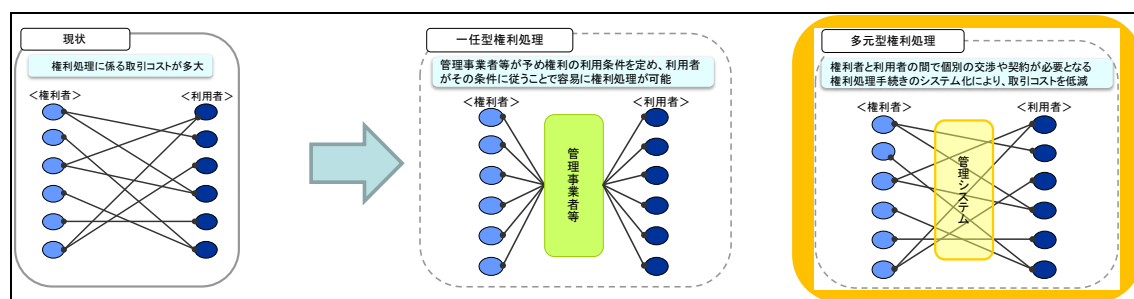 現状
権利処理に係る取引コストが多大
＜権利者＞
＜利用者＞
一任型権利処理
管理事業者等が予め権利の利用条件を定め、利用者
がその条件に従うことで容易に権利処理が可能
＜権利者＞
＜利用者＞
管理事業者等
多元型権利処理
権利者と利用者の間で個別の交渉や契約が必要となる
権利処理手続きのシステム化により、取引コストを低減
＜権利者＞
＜利用者＞
管理システム